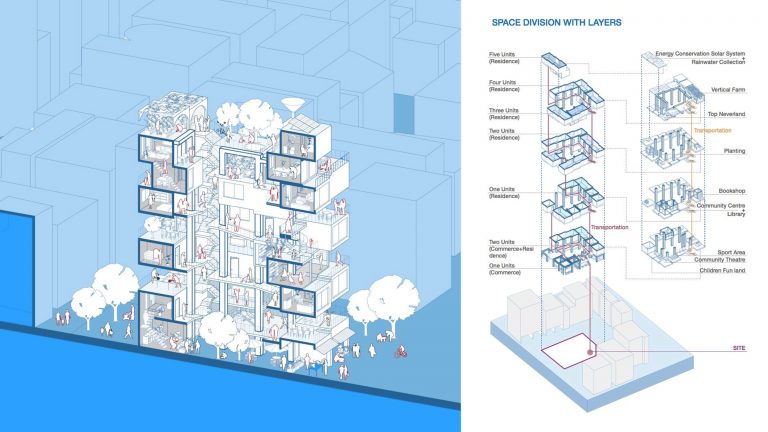 SPACE DIVISION WITH LAYERS
Five Units
(Residence)
Four Units
(Residence)
Three Units
(Residence)
Two Units
(Residence)
One Units
(Residence)
Two Units
(Commerce+Resi
dence)
One Units
(Commerce)
Energy Conservation Solar System
+
Rainwater Collection
Vertical Farm
Top Neverland
Transportation
Planting
Bookshop
Community Centre
+
Library
Transportation
Sport Area
Community Theatre
Children Fun land
SITE